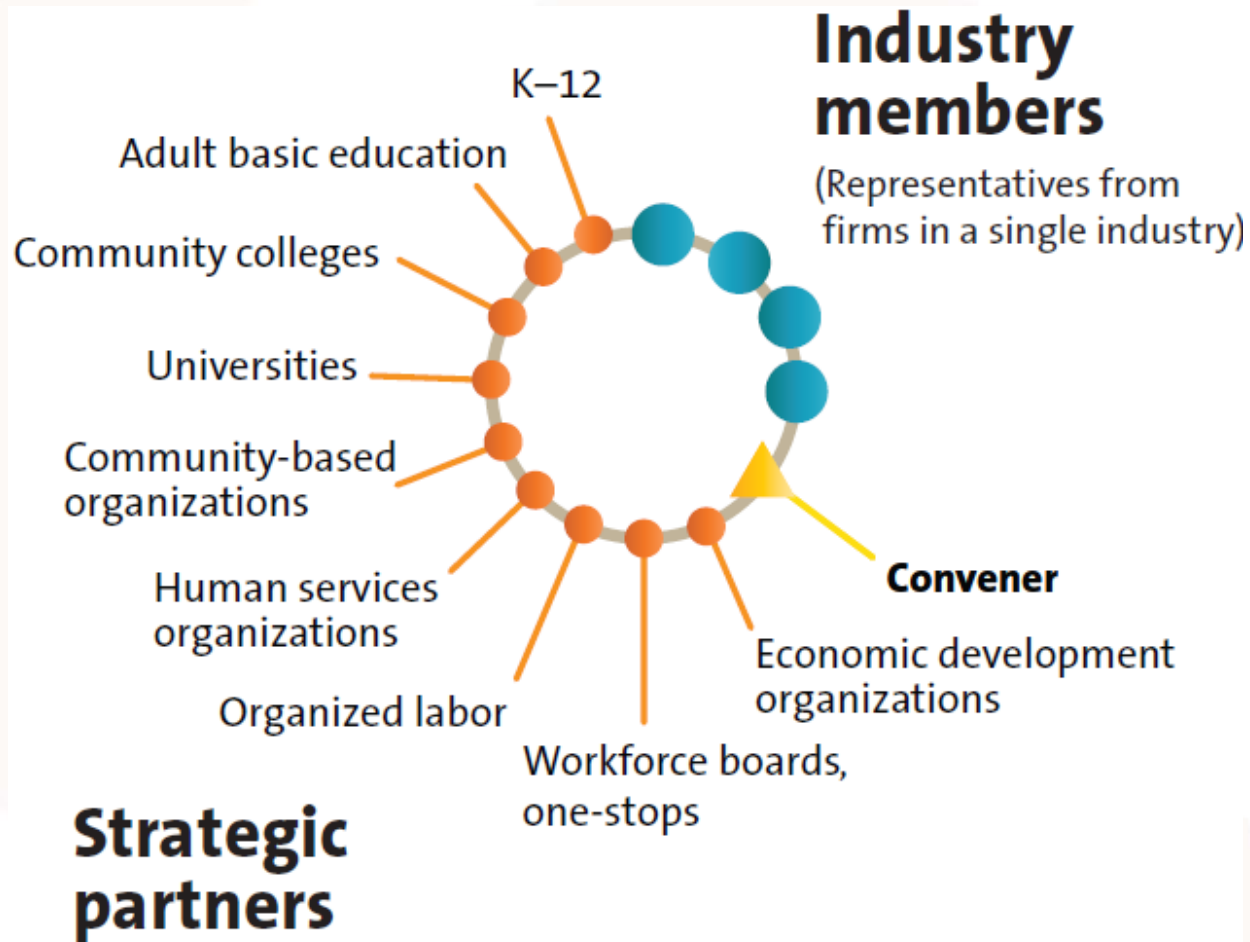 Industry
members
(Representatives from
firms in a single industry)
K–12
Adult basic education
Community colleges
Universities
Community-based
organizations
Human services
organizations
Organized labor
Workforce boards,
one-stops
Economic development
organizations
Convener
Strategic
partners